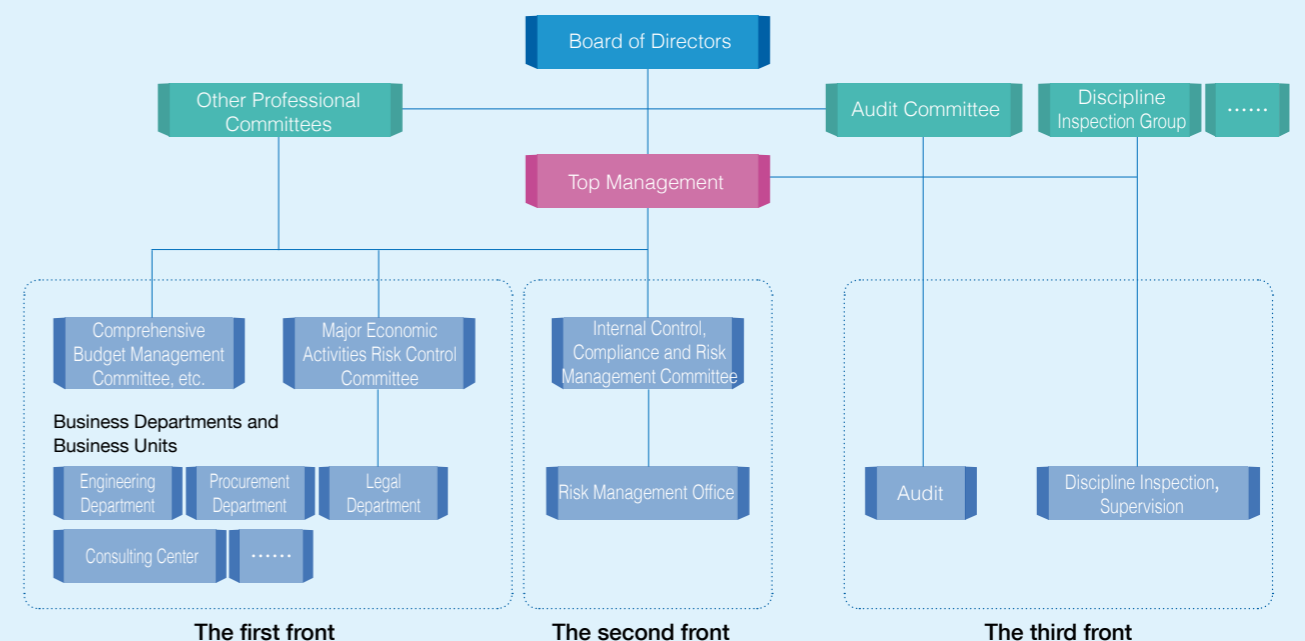 Board of Directors
Other Professional
Committees
Audit Committee
Discipline
Inspection Group
······
Top Management
Comprehensive
Budget Management
Committee, etc.
Major Economic
Activities Risk Control
Committee
Internal Control,
Compliance and Risk
Management Committee
Business Departments and
Business Units
Engineering
Department
Procurement
Department
Legal
Department
Risk Management Office
Audit
Discipline Inspection,
Supervision
Consulting Center
······
The first front
The second front
The third front